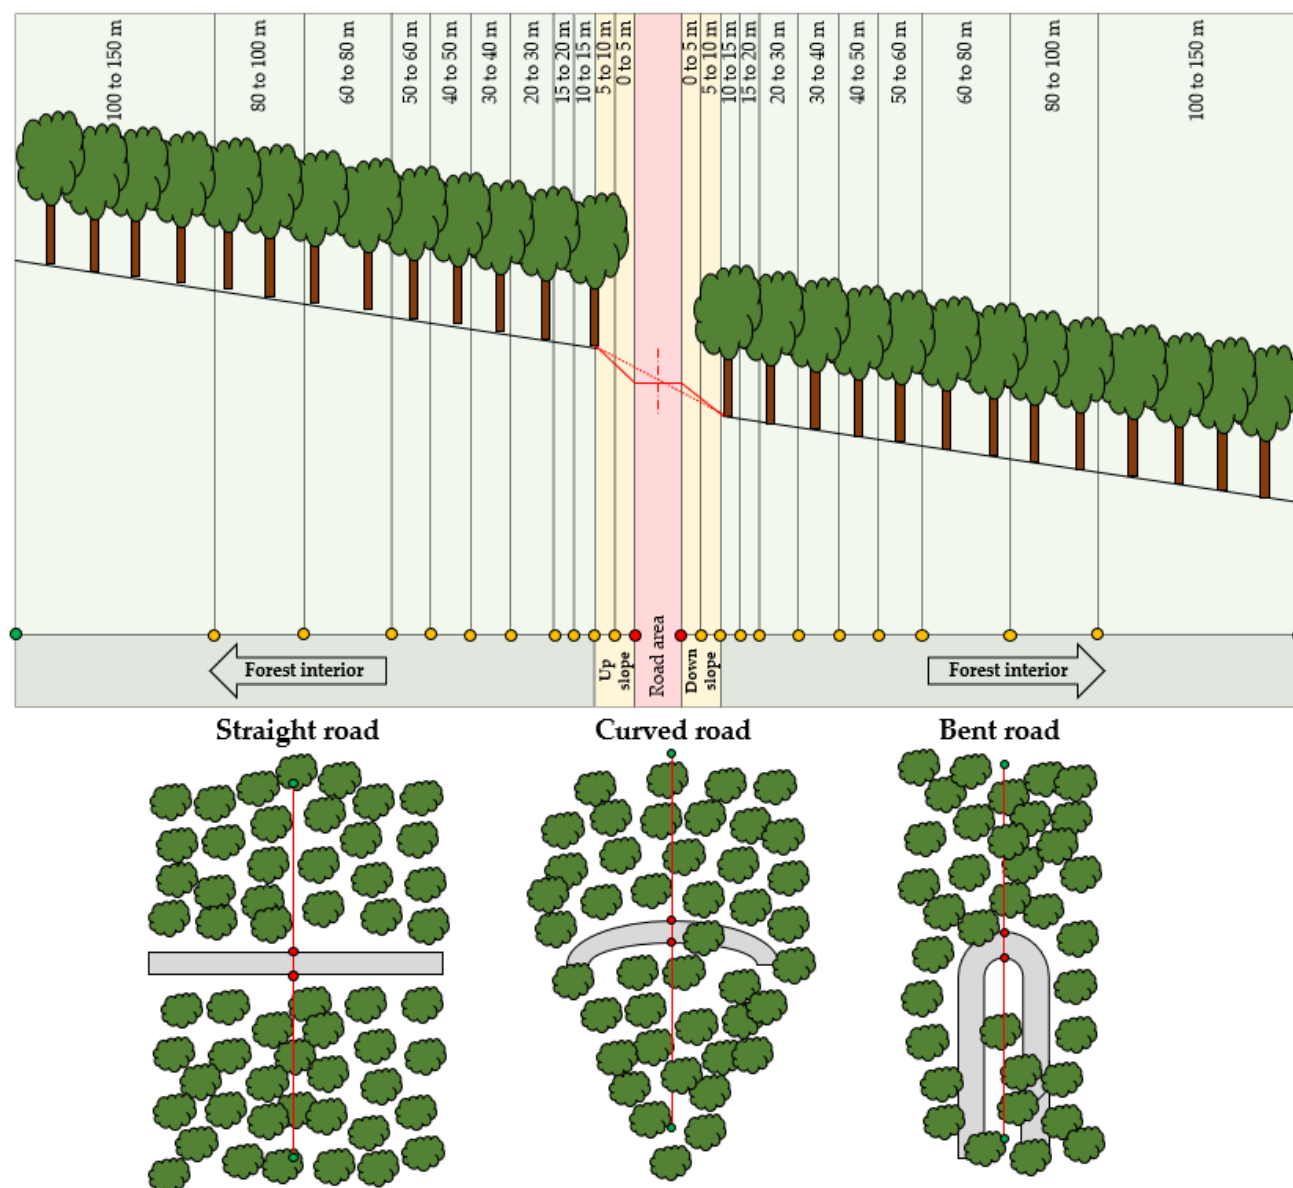 100 to 150 m
80 to 100 m
60 to 80 m
50 to 60 m
40 to 50 m
30 to 40 m
20 to 30 m
15 to 20 m
10 to 15 m
5 to 10 m
0 to 5 m
0 to 5 m
5 to 10 m
10 to 15 m
15 to 20 m
20 to 30 m
30 to 40 m
40 to 50 m
50 to 60 m
60 to 80 m
80 to 100 m
100 to 150 m
Forest interior
Up
slope
Road area
Down
slope
Forest interior
Straight road
Curved road
Bent road